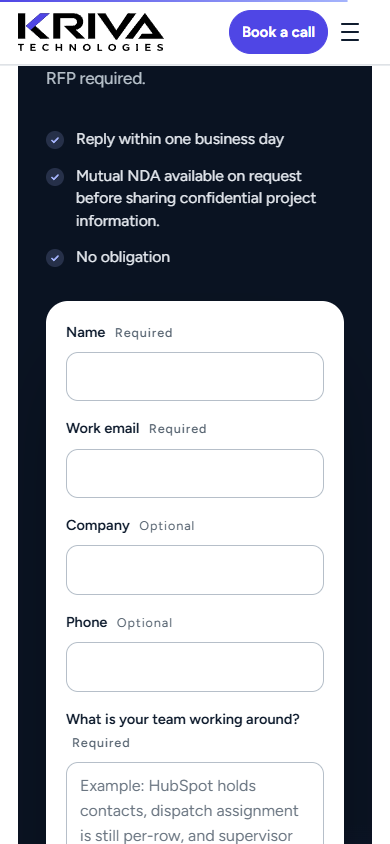 KRIVA
TECHNOLOGIES
Book a call
RFP required.
Reply within one business day
Mutual NDA available on request
before sharing confidential project
information.
No obligation
Name Required
Work email Required
Company Optional
Phone Optional
What is your team working around?
Required
Example: HubSpot holds
contacts, dispatch assignment
is still per-row, and supervisor